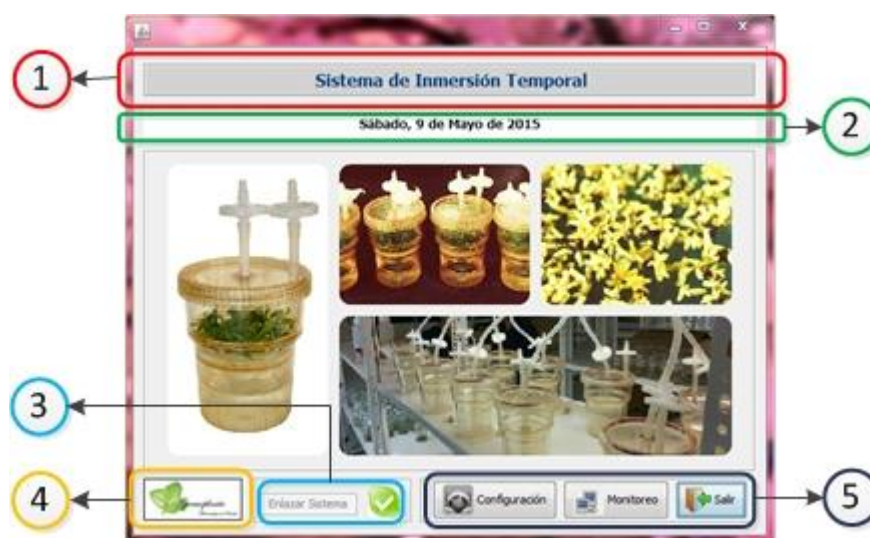 1
Sistema de Inmersión Temporal
Sábado, 9 de Mayo de 2015
2
3
4
Enlazar Sistema
Configuración
Monitoreo
Salir
5